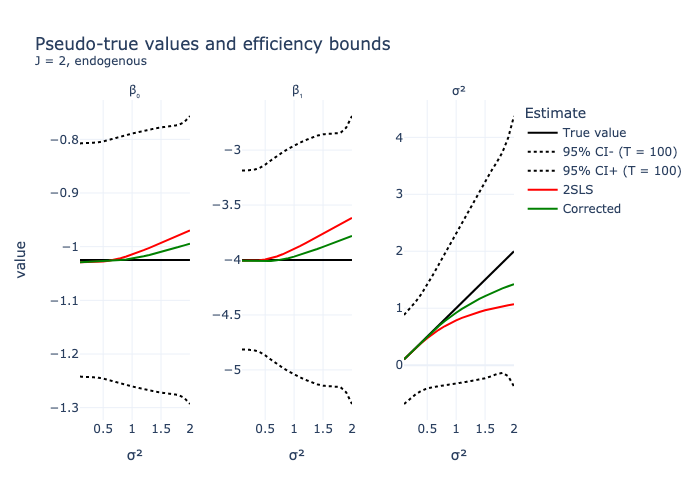 Pseudo-true values and efficiency bounds
J = 2, endogenous
β₀
β₁
σ²
Estimate
True value
95% CI- (T = 100)
95% CI+ (T = 100)
2SLS
Corrected
value
−0.8
−0.9
−1
−1.1
−1.2
−1.3
−3
−3.5
−4
−4.5
−5
4
3
2
1
0
0.5 1 1.5 2
0.5 1 1.5 2
0.5 1 1.5 2
σ²
σ²
σ²